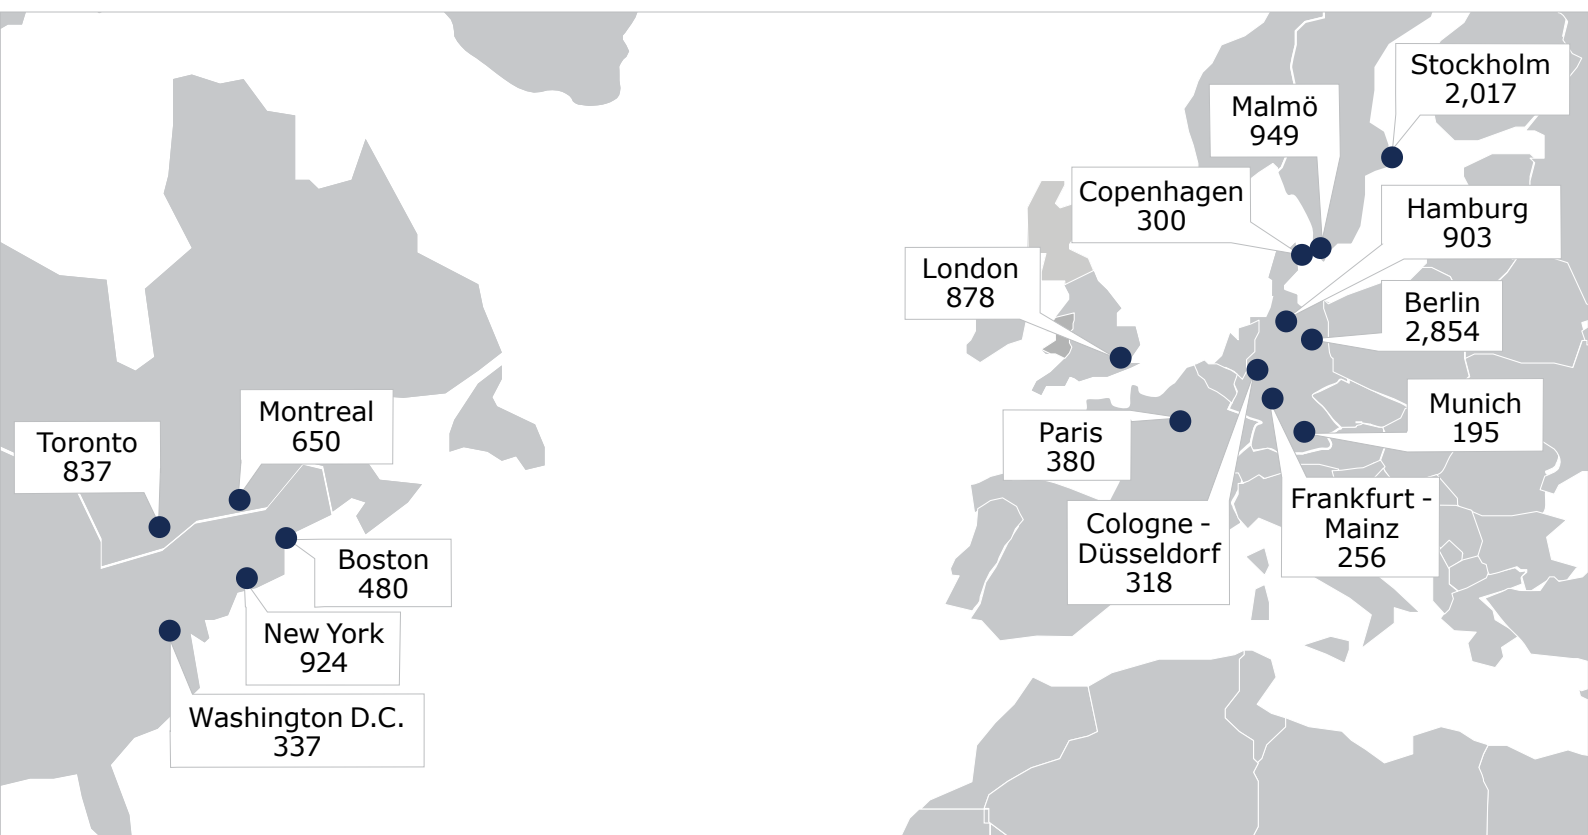 Stockholm
2,017
Malmö
949
Copenhagen
300
Hamburg
903
London
878
Berlin
2,854
Montreal
650
Toronto
837
Paris
380
Munich
195
Cologne -
Düsseldorf
318
Frankfurt -
Mainz
256
Boston
480
New York
924
Washington D.C.
337